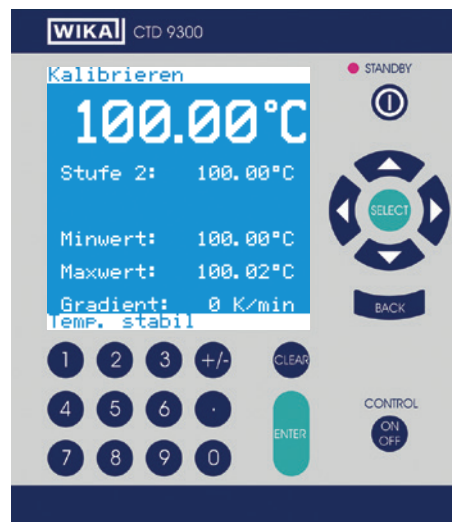 WIKA CTD 9300
Kalibrieren
STANDBY
100.00°C
Stufe 2: 100.00°C
SELECT
Minwert: 100.00°C
Maxwert: 100.02°C
Gradient: 0 K/min
Temp. stabil
BACK
1 2 3 +/- CLEAR
4 5 6 . ENTER
CONTROL
ON
OFF
7 8 9 0